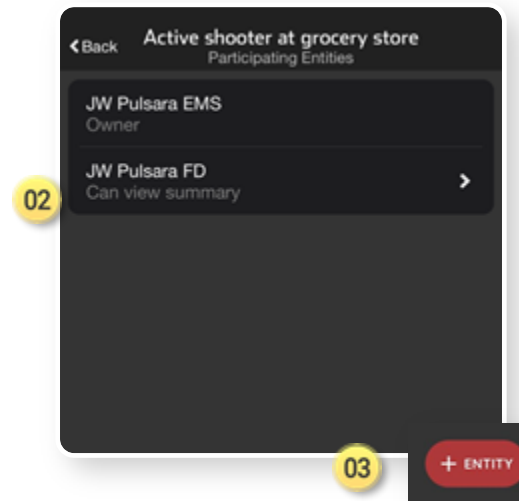 Back Active shooter at grocery store
Participating Entities
JW Pulsara EMS
Owner
JW Pulsara FD
Can view summary
02
03
+ ENTITY